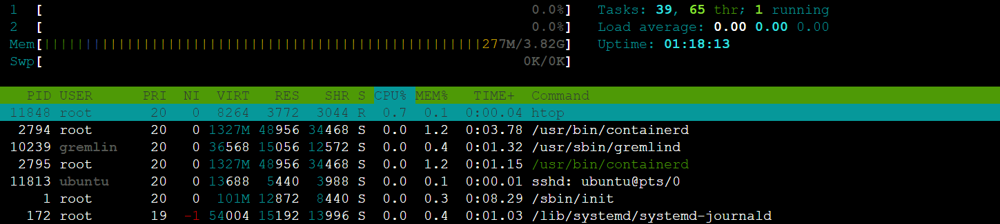 1 [ 0.0%] Tasks: 39, 65 thr; 1 running
2 [ 0.0%] Load average: 0.00 0.00 0.00
Mem[||||||||||||||||||||||||||||||||||||||||||||||||||||||277M/3.82G] Uptime: 01:18:13
Swp[ 0K/0K]
PID USER PRI NI VIRT RES SHR S CPU% MEM% TIME+ Command
11848 root 20 0 8264 3772 3044 R 0.7 0.1 0:00.04 htop
2794 root 20 0 1327M 48956 34468 S 0.0 1.2 0:03.78 /usr/bin/containerd
10239 gremlin 20 0 36568 15056 12572 S 0.0 0.4 0:01.32 /usr/sbin/gremlind
2795 root 20 0 1327M 48956 34468 S 0.0 1.2 0:01.15 /usr/bin/containerd
11813 ubuntu 20 0 13688 5440 3988 S 0.0 0.1 0:00.01 sshd: ubuntu@pts/0
1 root 20 0 101M 12872 8440 S 0.0 0.3 0:08.29 /sbin/init
172 root 19 -1 54004 15192 13996 S 0.0 0.4 0:01.03 /lib/systemd/systemd-journald